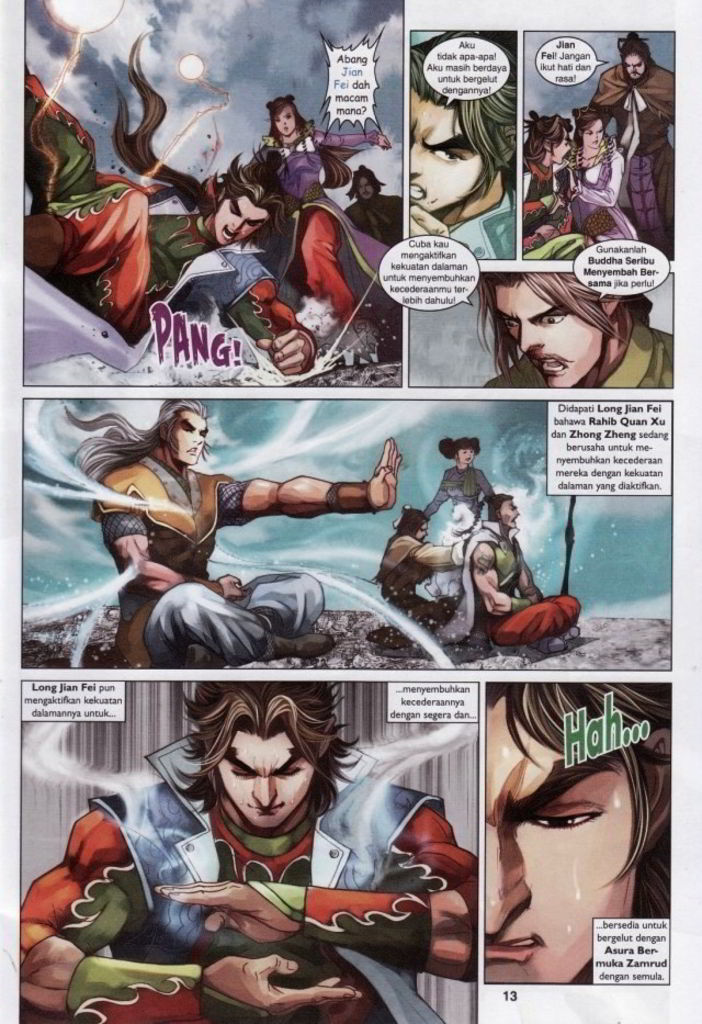 Abang
Jian
Fei dah
macam
mana?
PANG!
Aku
tidak apa-apa!
Aku masih berdaya
untuk bergelut
dengannya!
Jian
Fei! Jangan
ikut hati dan
rasa!
Cuba kau
mengaktifkan
kekuatan dalaman
untuk menyembuhkan
kecederaanmu ter-
lebih dahulu!
Gunakanlah
Buddha Seribu
Menyembah Ber-
sama jika perlu!
Didapati Long Jian Fei
bahawa Rahib Quan Xu
dan Zhong Zheng sedang
berusaha untuk me-
nyembuhkan kecederaan
mereka dengan kekuatan
dalaman yang diaktifkan.
Long Jian Fei pun
mengaktifkan kekuatan
dalamannya untuk...
...menyembuhkan
kecederaannya
dengan segera dan...
Hah...
...bersedia untuk
bergelut dengan
Asura Ber-
muka Zamrud
dengan semula.
13